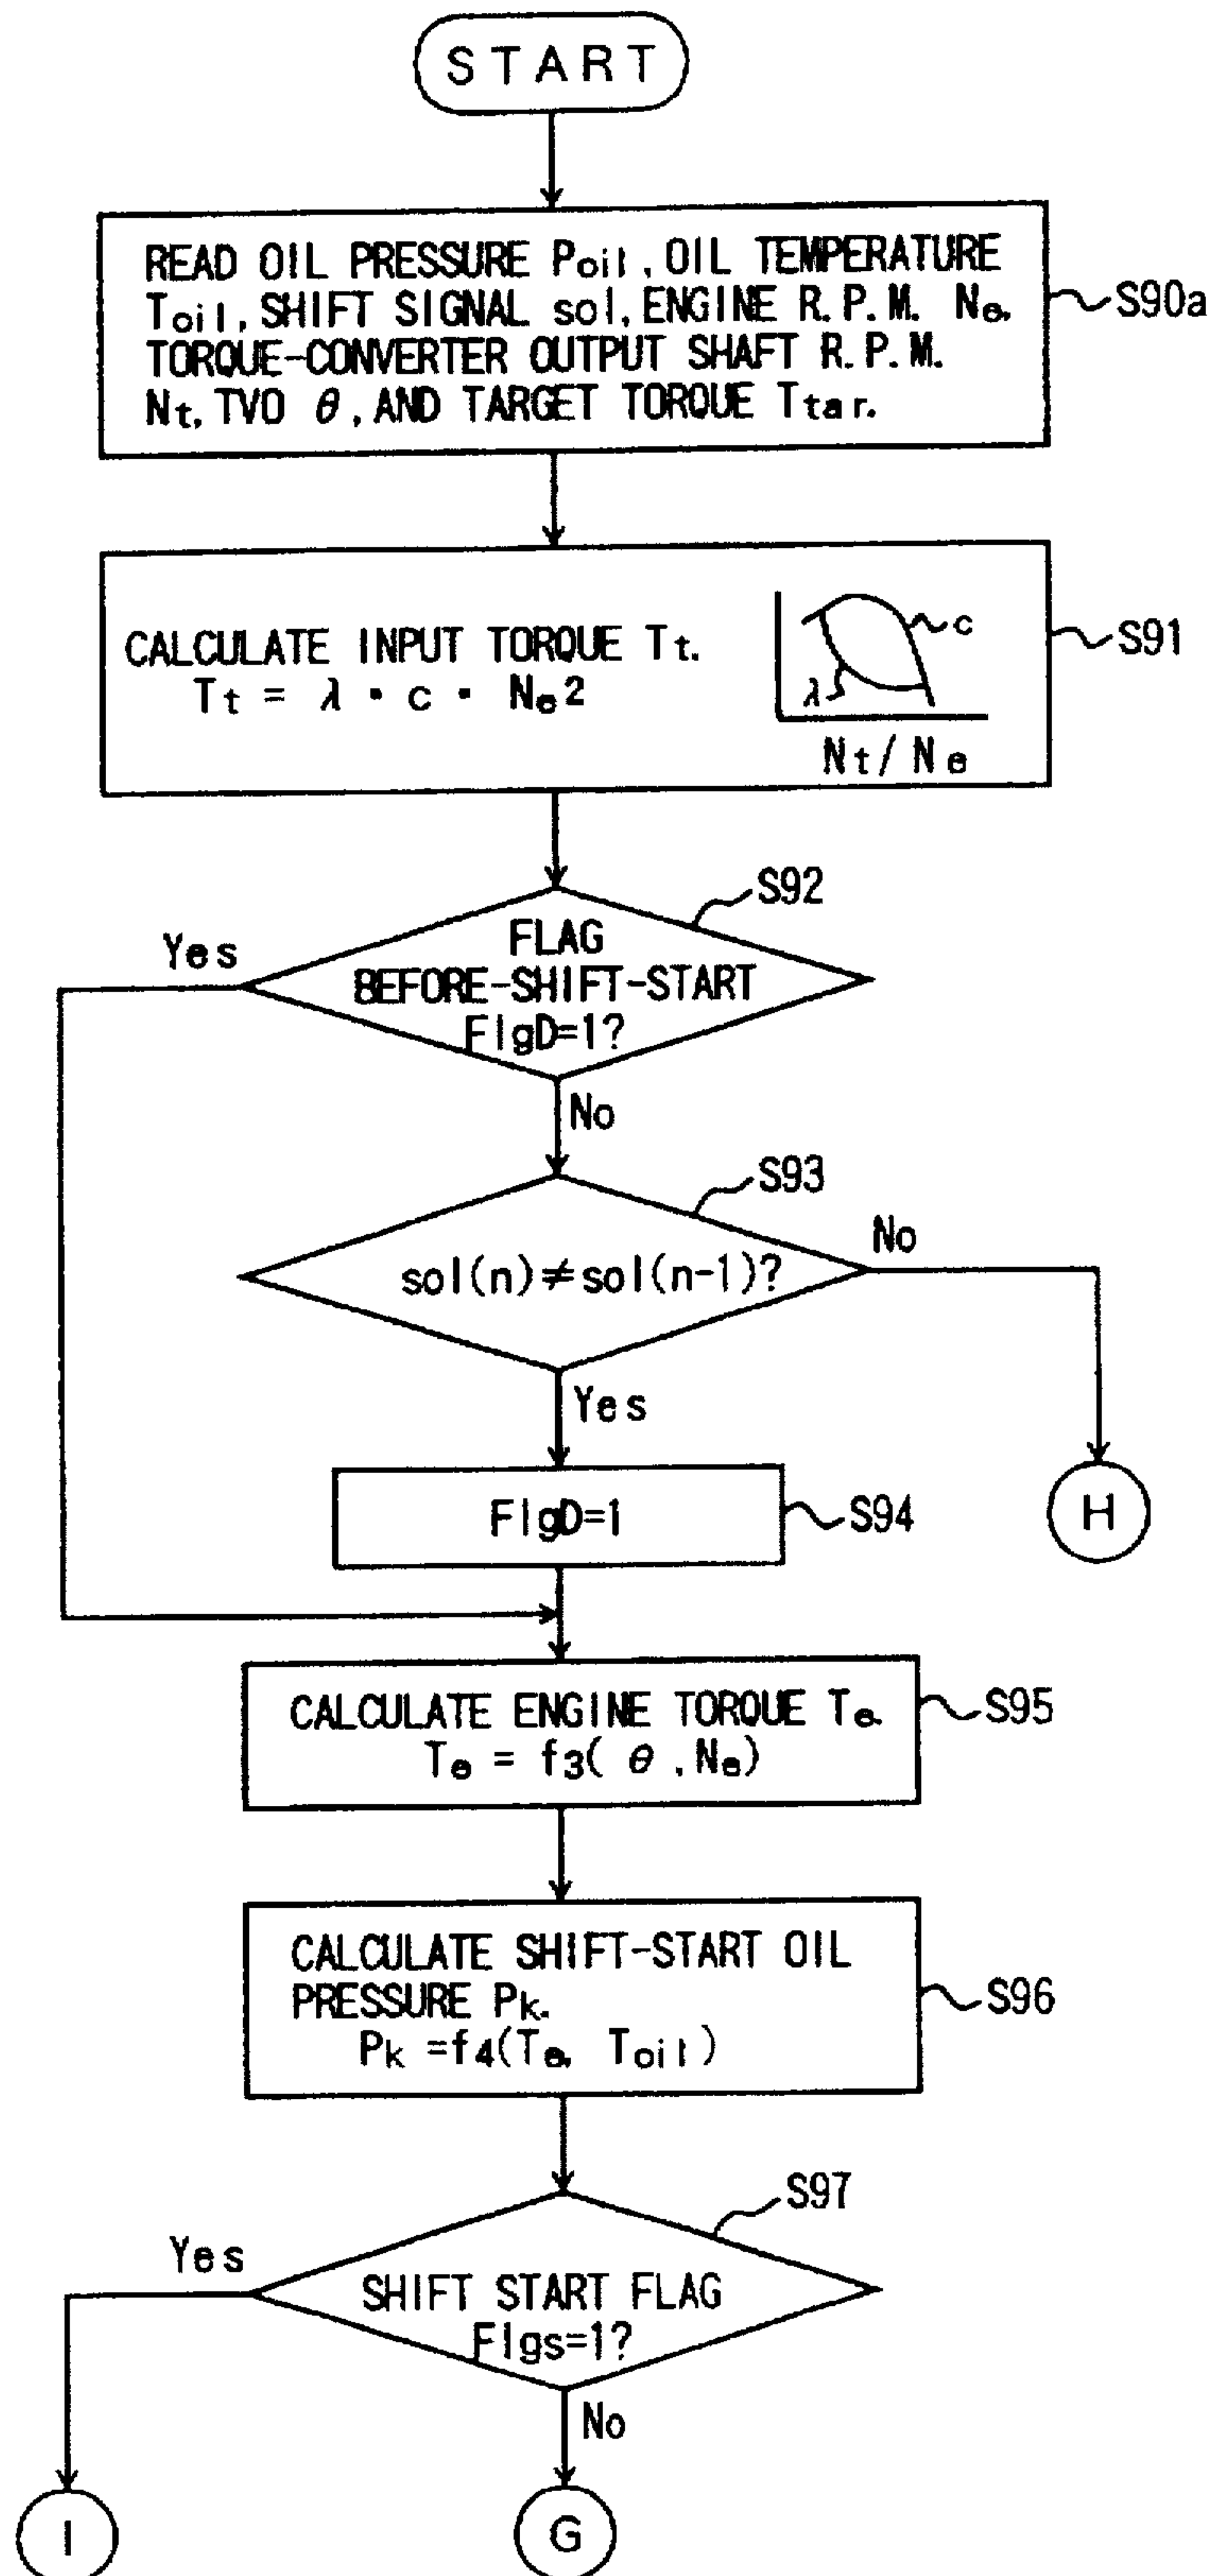 START
READ OIL PRESSURE Poil, OIL TEMPERATURE
Toil, SHIFT SIGNAL sol, ENGINE R.P.M. Ne.
TORQUE-CONVERTER OUTPUT SHAFT R.P.M.
Nt, TVO θ, AND TARGET TORQUE Ttar.
S90a
CALCULATE INPUT TORQUE Tt.
Tt = λ · c · Ne2
c
λ
Nt/Ne
S91
S92
FLAG
BEFORE-SHIFT-START
FlgD=1?
Yes
No
S93
sol(n)≠sol(n-1)?
No
Yes
FlgD=1
S94
H
CALCULATE ENGINE TORQUE Te.
Te = f3( θ, Ne)
S95
CALCULATE SHIFT-START OIL
PRESSURE Pk.
Pk =f4(Te, Toil)
S96
S97
SHIFT START FLAG
Flgs=1?
Yes
No
I
G